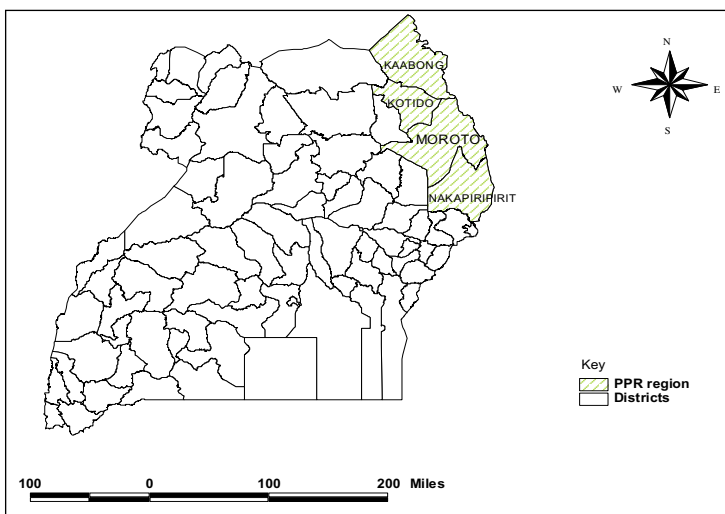 KAABONG
N
W E
S
KOTIDO
MOROTO
NAKAPIRIPIRIT
Key
PPR region
Districts
100 0 100 200 Miles